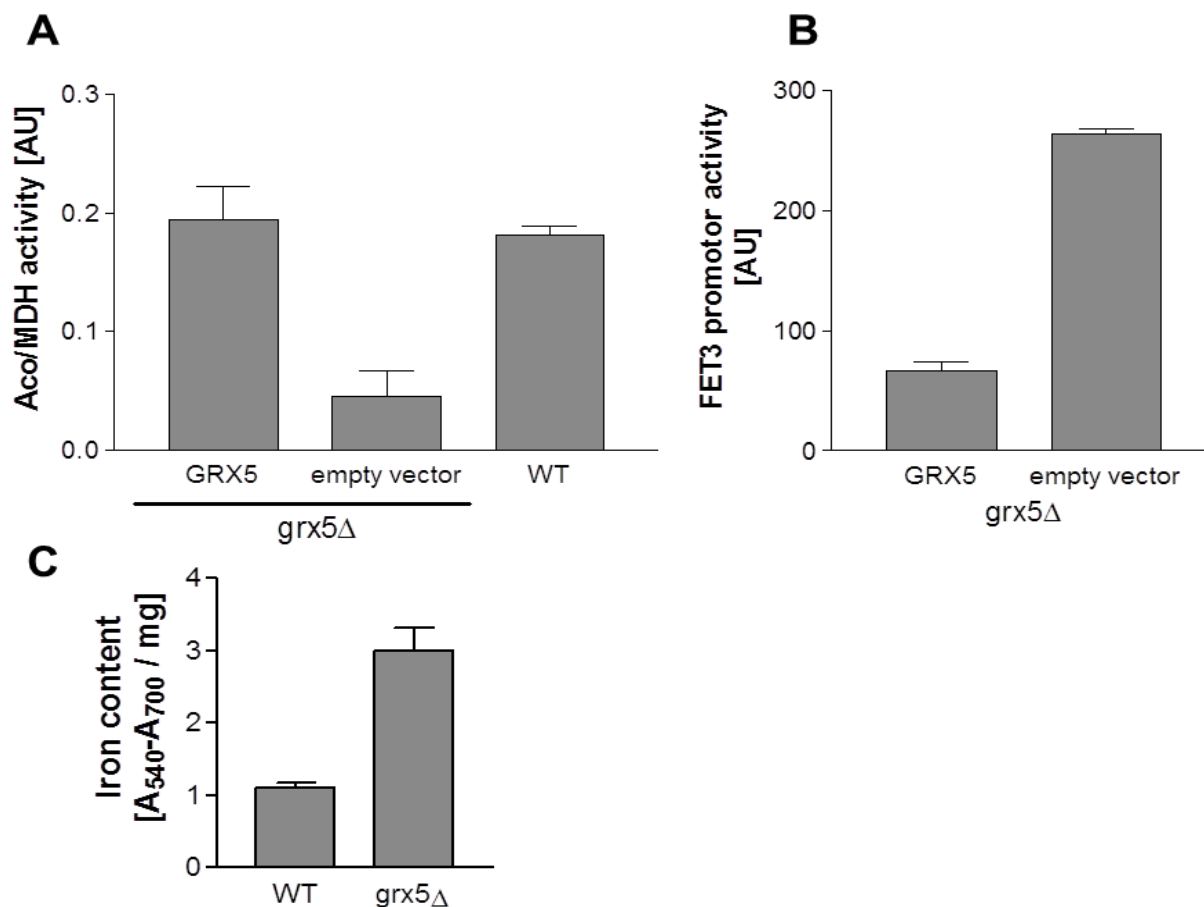 A
Aco/MDH activity [AU]
0.3
0.2
0.1
0.0
GRX5 empty vector WT
grx5Δ
B
FET3 promotor activity
[AU]
300
200
100
0
GRX5 empty vector
grx5Δ
C
Iron content
[A540-A700 / mg]
4
3
2
1
0
WT grx5Δ